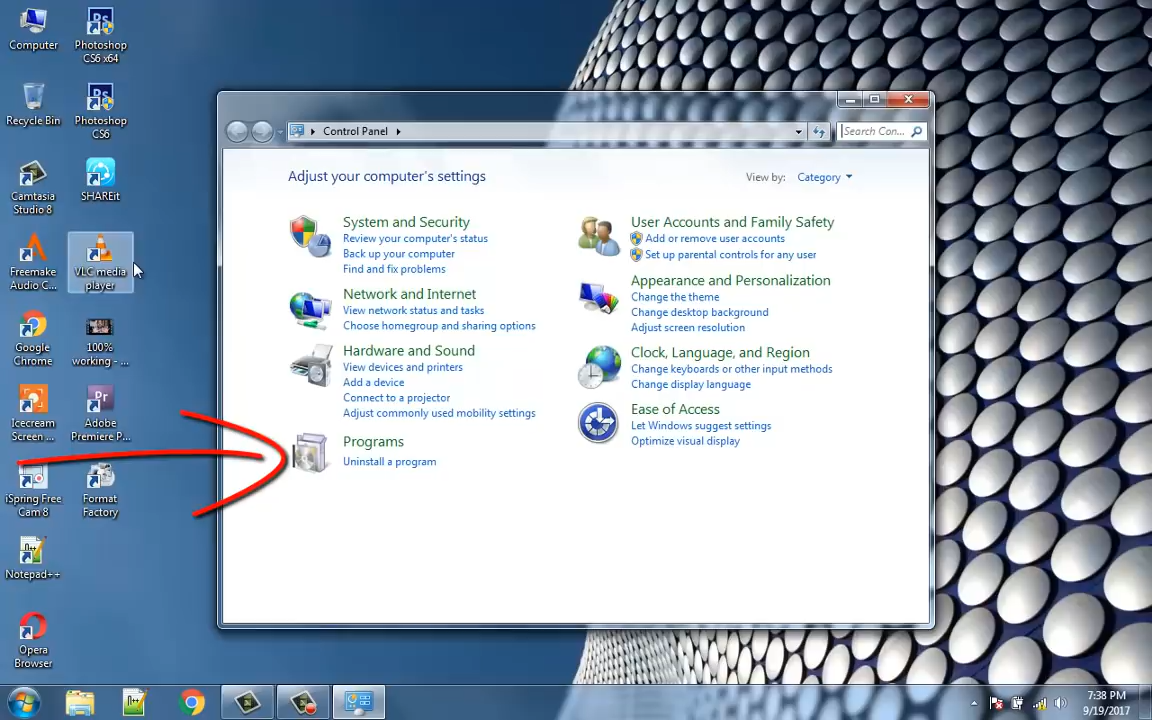 Computer
Photoshop
CS6 x64
Recycle Bin
Photoshop
CS6
Camtasia
Studio 8
SHAREit
Freemake
Audio C...
VLC media
player
Google
Chrome
100%
working - ...
Icecream
Screen ...
Adobe
Premiere P...
iSpring Free
Cam 8
Format
Factory
Notepad++
Opera
Browser
Control Panel
Search Con...
Adjust your computer's settings
View by: Category
System and Security
Review your computer's status
Back up your computer
Find and fix problems
Network and Internet
View network status and tasks
Choose homegroup and sharing options
Hardware and Sound
View devices and printers
Add a device
Connect to a projector
Adjust commonly used mobility settings
Programs
Uninstall a program
User Accounts and Family Safety
Add or remove user accounts
Set up parental controls for any user
Appearance and Personalization
Change the theme
Change desktop background
Adjust screen resolution
Clock, Language, and Region
Change keyboards or other input methods
Change display language
Ease of Access
Let Windows suggest settings
Optimize visual display
7:38 PM
9/19/2017